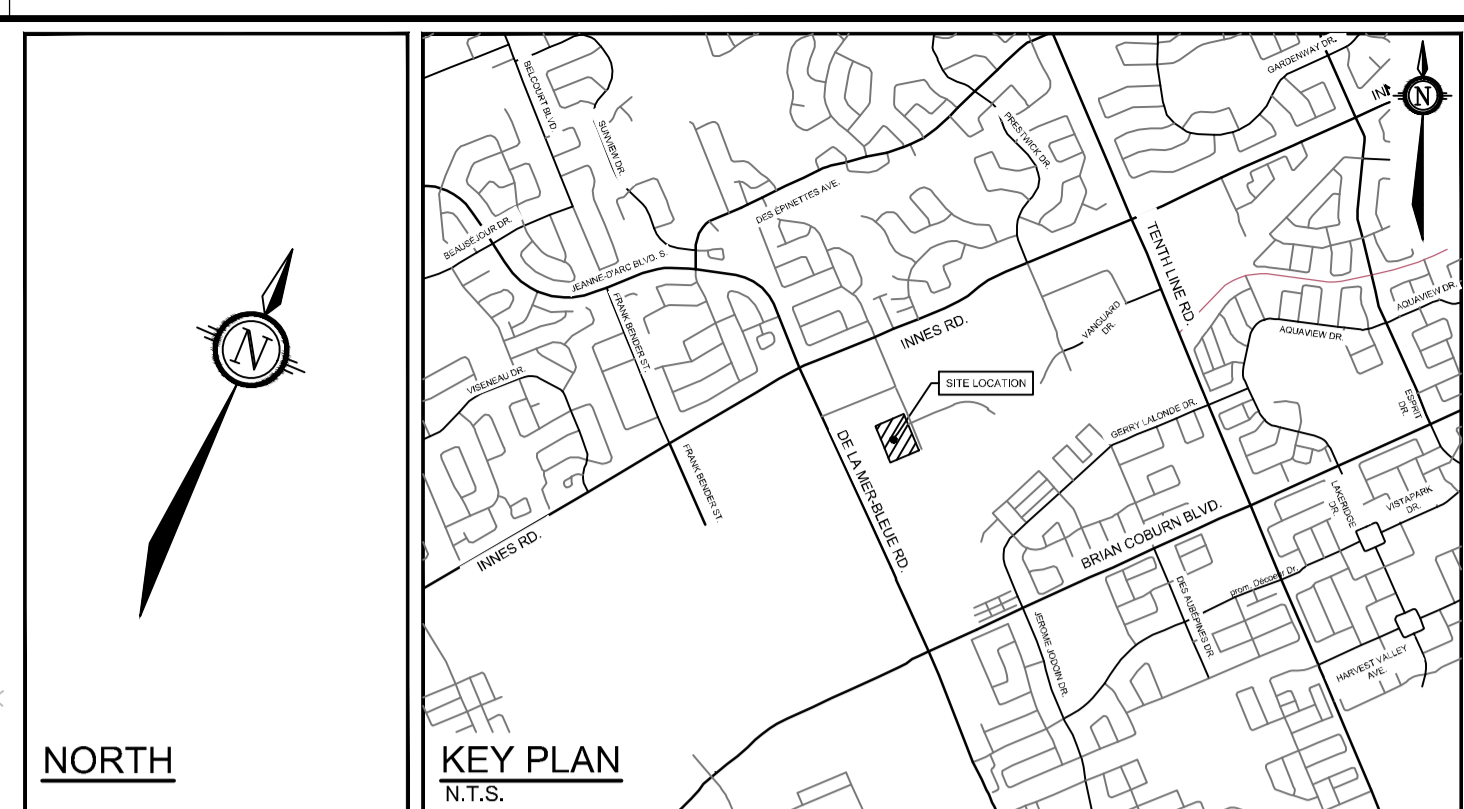 N
NORTH
KEY PLAN
N.T.S.
BELCOURT BLVD.
SUNVIEW DR.
BEAUSÉJOUR DR.
JEANNE-D'ARC BLVD. S.
DES ÉPINETTES AVE.
PRESTWICK DR.
GARDENWAY DR.
N
TENTH LINE RD.
FRANK BENDER ST.
VISENEAU DR.
INNES RD.
VANGUARD
DR.
AQUAVIEW DR.
AQUAVIEW DR.
SITE LOCATION
ESPRIT
DR.
GERRY LALONDE DR.
DE LA MER-BLEUE RD.
FRANK BENDER ST.
INNES RD.
BRIAN COBURN BLVD.
LAKERIDGE
DR.
VISTAPARK
DR.
prom. Décoeur Dr.
DES AUBÉPINES DR.
JEROME JODOIN DR.
HARVEST VALLEY
AVE.